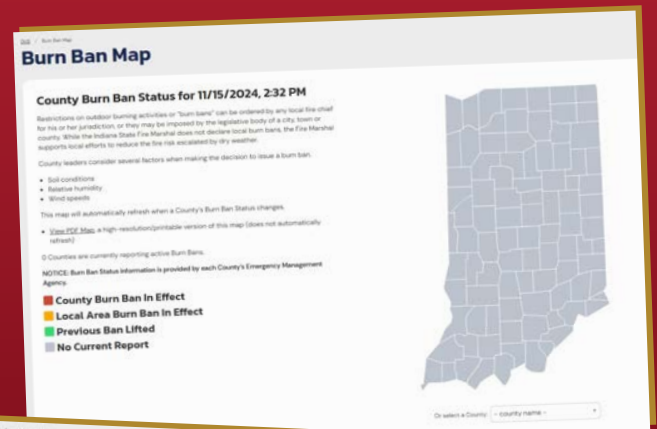 / Burn Ban Map
Burn Ban Map
County Burn Ban Status for 11/15/2024, 2:32 PM
Restrictions on outdoor burning activities or "burn bans" can be ordered by any local fire chief
for his or her jurisdiction, or they may be imposed by the legislative body of a city, town or
county. While the Indiana State Fire Marshal does not declare local burn bans, the Fire Marshal
supports local efforts to reduce the fire risk escalated by dry weather.
County leaders consider several factors when making the decision to issue a burn ban.
• Soil conditions
• Relative humidity
• Wind speeds
This map will automatically refresh when a County's Burn Ban Status changes.
• View PDF Map, a high-resolution/printable version of this map (does not automatically
refresh)
0 Counties are currently reporting active Burn Bans.
NOTICE: Burn Ban Status information is provided by each County's Emergency Management
Agency.
County Burn Ban In Effect
Local Area Burn Ban In Effect
Previous Ban Lifted
No Current Report
Or select a County: - county name -